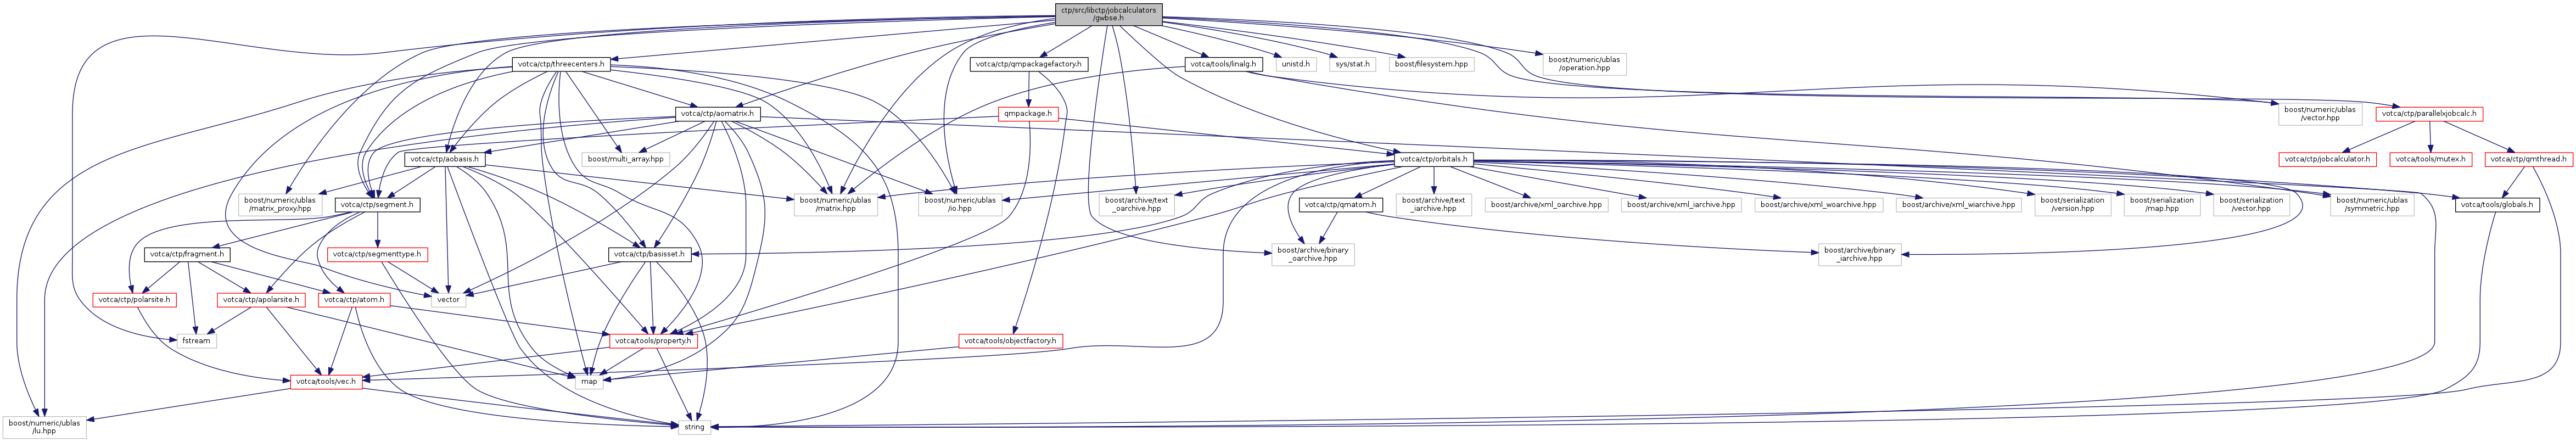 ctp/src/libctp/jobcalculators
/gwbse.h
votca/ctp/threecenters.h
votca/ctp/qmpackagefactory.h
votca/tools/linalg.h
unistd.h
sys/stat.h
boost/filesystem.hpp
boost/numeric/ublas
/operation.hpp
votca/ctp/aomatrix.h
qmpackage.h
boost/numeric/ublas
/vector.hpp
votca/ctp/parallelxjobcalc.h
votca/ctp/aobasis.h
boost/multi_array.hpp
votca/ctp/orbitals.h
votca/ctp/jobcalculator.h
votca/tools/mutex.h
votca/ctp/qmthread.h
boost/numeric/ublas
/matrix_proxy.hpp
votca/ctp/segment.h
boost/numeric/ublas
/matrix.hpp
boost/numeric/ublas
/io.hpp
boost/archive/text
_oarchive.hpp
votca/ctp/qmatom.h
boost/archive/text
_iarchive.hpp
boost/archive/xml_oarchive.hpp
boost/archive/xml_iarchive.hpp
boost/archive/xml_woarchive.hpp
boost/archive/xml_wiarchive.hpp
boost/serialization
/version.hpp
boost/serialization
/map.hpp
boost/serialization
/vector.hpp
boost/numeric/ublas
/symmetric.hpp
votca/tools/globals.h
votca/ctp/fragment.h
votca/ctp/segmenttype.h
votca/ctp/basisset.h
boost/archive/binary
_oarchive.hpp
boost/archive/binary
_iarchive.hpp
votca/ctp/polarsite.h
votca/ctp/apolarsite.h
votca/ctp/atom.h
vector
fstream
votca/tools/property.h
votca/tools/objectfactory.h
votca/tools/vec.h
map
boost/numeric/ublas
/lu.hpp
string